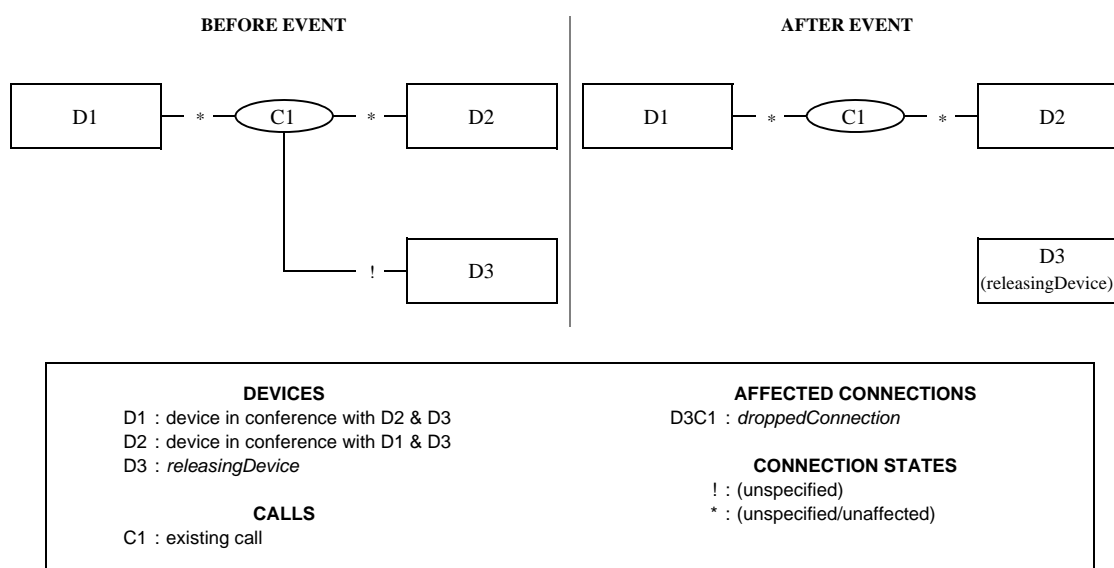 BEFORE EVENT
AFTER EVENT
D1 * C1 * D2
D1 * C1 * D2
! D3
D3
(releasingDevice)
DEVICES
D1 : device in conference with D2 & D3
D2 : device in conference with D1 & D3
D3 : releasingDevice
CALLS
C1 : existing call
AFFECTED CONNECTIONS
D3C1 : droppedConnection
CONNECTION STATES
! : (unspecified)
* : (unspecified/unaffected)